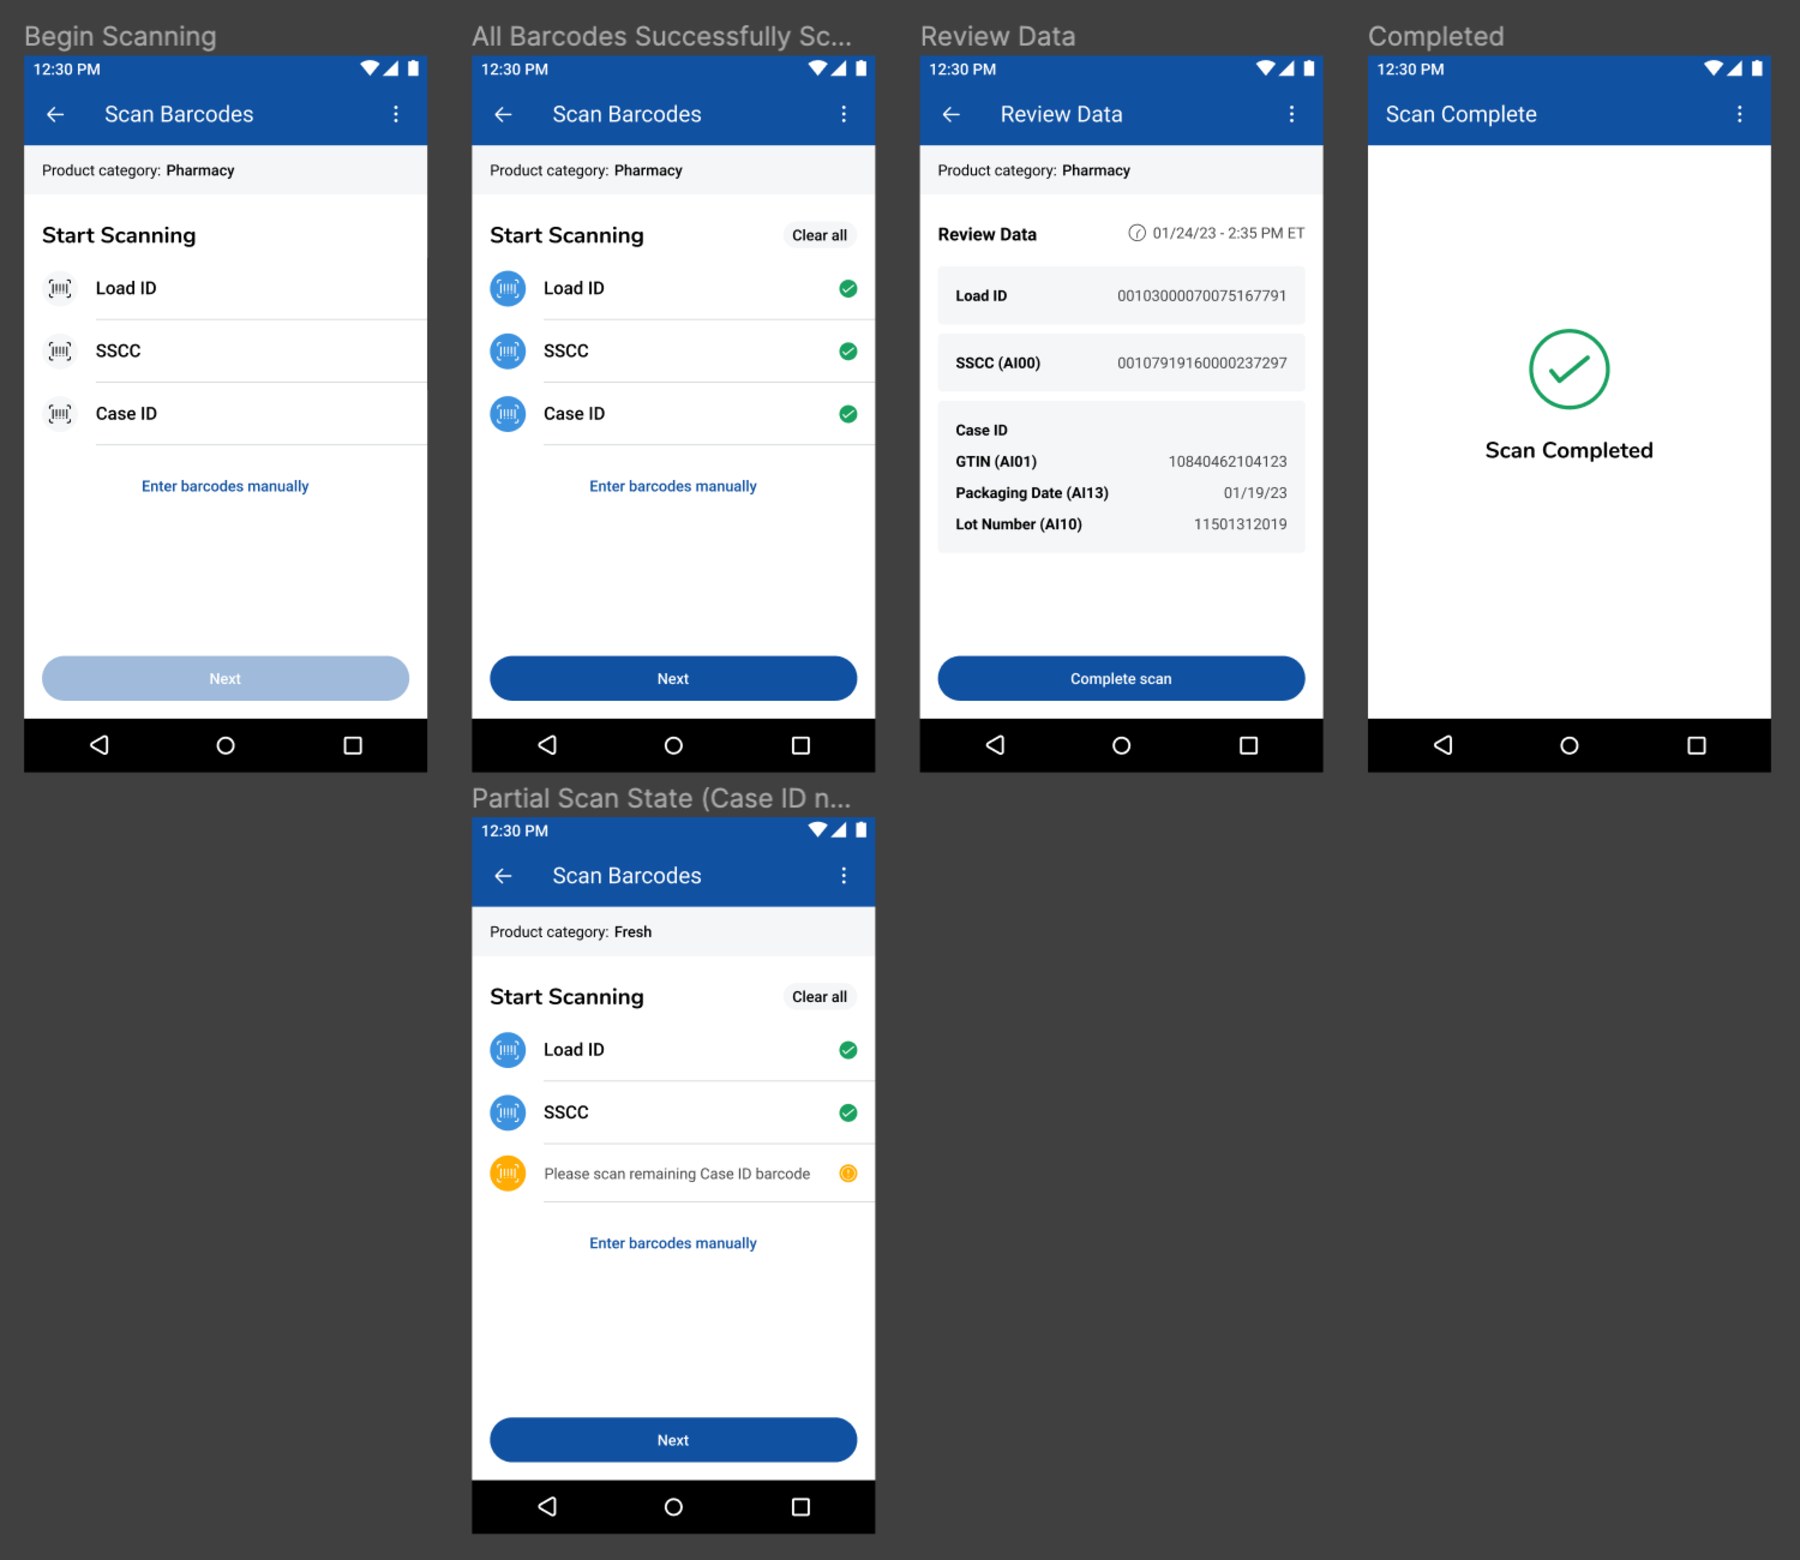 Begin Scanning
12:30 PM
Scan Barcodes
Product category: Pharmacy
Start Scanning
Load ID
SSCC
Case ID
Enter barcodes manually
Next
All Barcodes Successfully Sc...
12:30 PM
Scan Barcodes
Product category: Pharmacy
Start Scanning
Clear all
Load ID
SSCC
Case ID
Enter barcodes manually
Next
Review Data
12:30 PM
Review Data
Product category: Pharmacy
Review Data
01/24/23 - 2:35 PM ET
Load ID
00103000070075167791
SSCC (AI00)
00107919160000237297
Case ID
GTIN (AI01)
10840462104123
Packaging Date (AI13)
01/19/23
Lot Number (AI10)
11501312019
Complete scan
Completed
12:30 PM
Scan Complete
Scan Completed
Partial Scan State (Case ID n...
12:30 PM
Scan Barcodes
Product category: Fresh
Start Scanning
Clear all
Load ID
SSCC
Please scan remaining Case ID barcode
Enter barcodes manually
Next